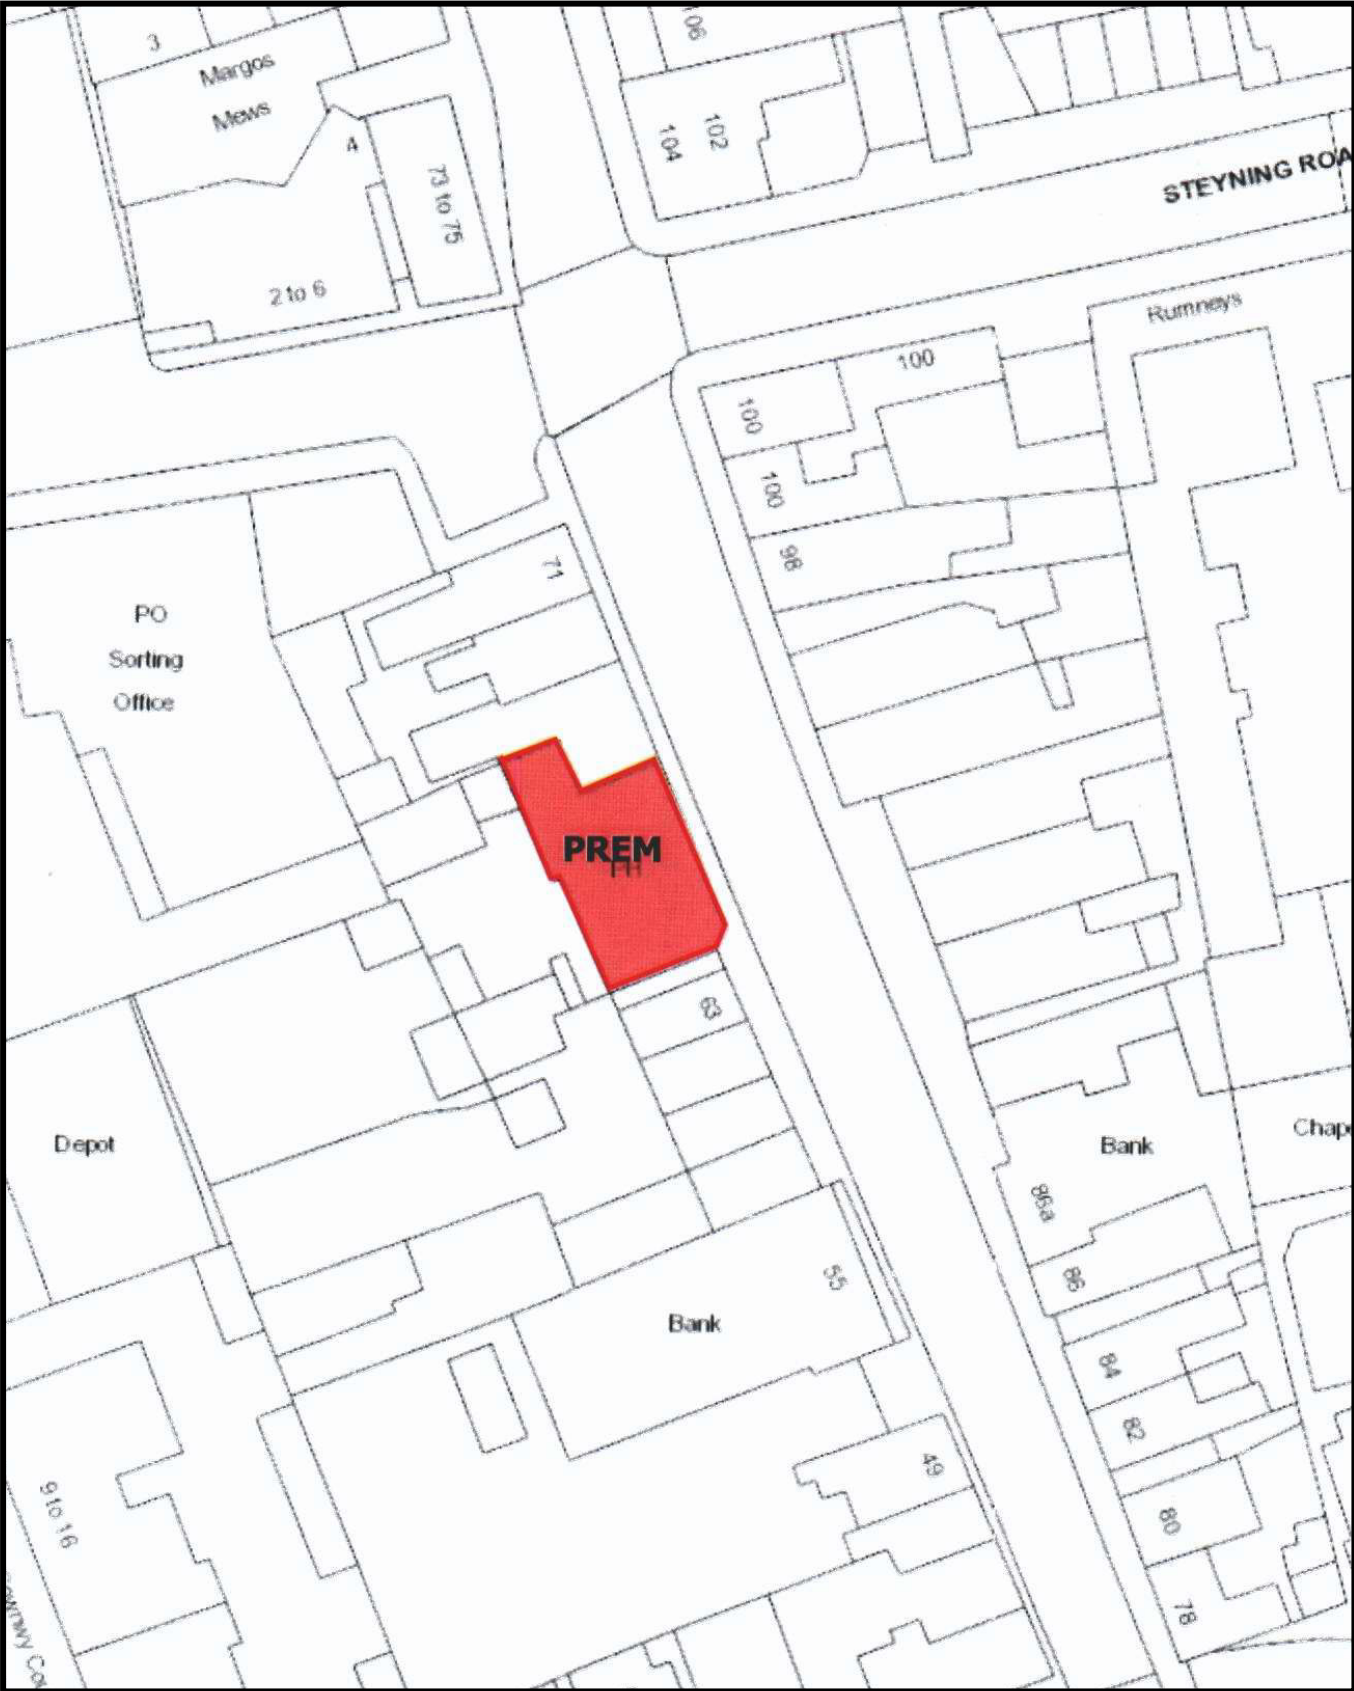 3
Margos
Mews
4
73 to 75
2 to 6
106
104
102
STEYNING ROA
Rumneys
100
100
100
98
71
PO
Sorting
Office
PREM
PH
63
Depot
Bank
Chap
86a
86
55
Bank
84
82
49
80
78
9 to 16